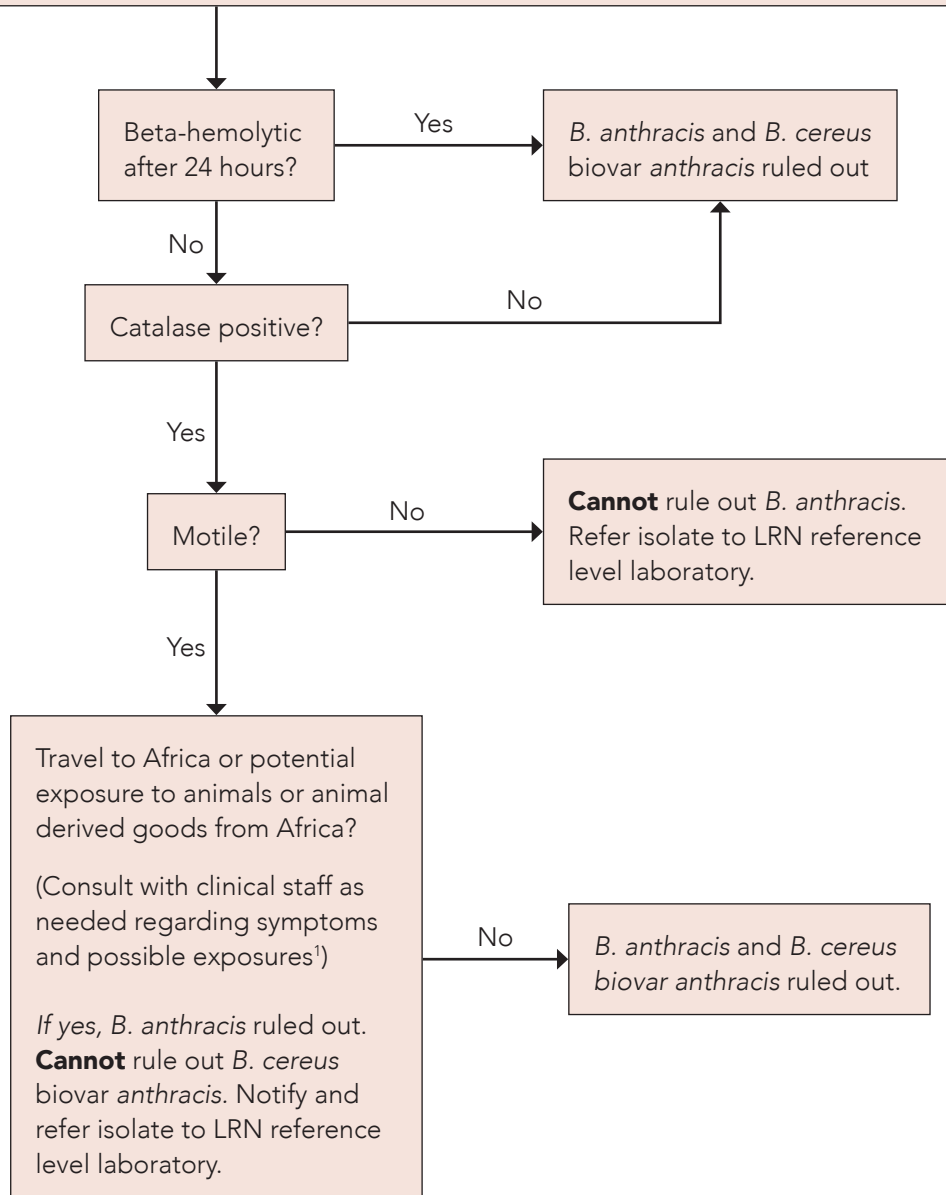 Beta-hemolytic
after 24 hours?
Yes
B. anthracis and B. cereus
biovar anthracis ruled out
No
Catalase positive?
No
Yes
Motile?
No
Cannot rule out B. anthracis.
Refer isolate to LRN reference
level laboratory.
Yes
Travel to Africa or potential
exposure to animals or animal
derived goods from Africa?
(Consult with clinical staff as
needed regarding symptoms
and possible exposures¹)
If yes, B. anthracis ruled out.
Cannot rule out B. cereus
biovar anthracis. Notify and
refer isolate to LRN reference
level laboratory.
No
B. anthracis and B. cereus
biovar anthracis ruled out.